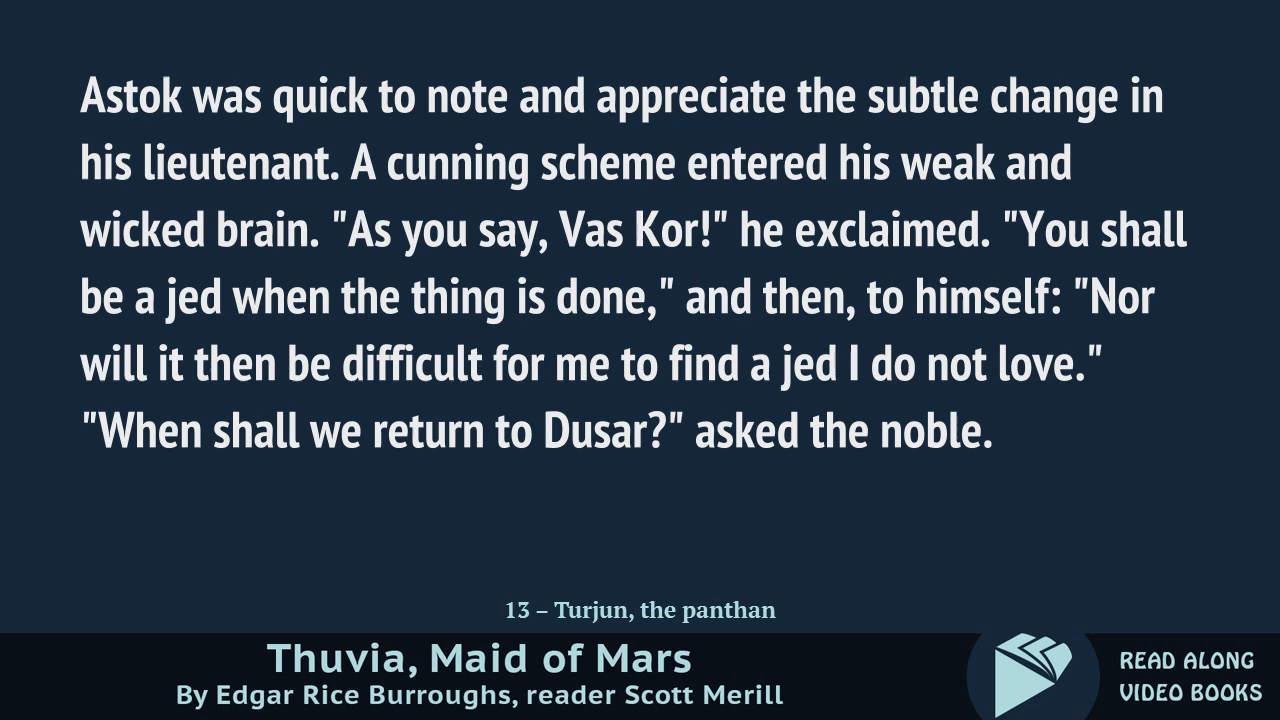 Astok was quick to note and appreciate the subtle change in
his lieutenant. A cunning scheme entered his weak and
wicked brain. "As you say, Vas Kor!" he exclaimed. "You shall
be a jed when the thing is done," and then, to himself: "Nor
will it then be difficult for me to find a jed I do not love."
"When shall we return to Dusar?" asked the noble.
13 – Turjun, the panthan
Thuvia, Maid of Mars
By Edgar Rice Burroughs, reader Scott Merill
READ ALONG
VIDEO BOOKS